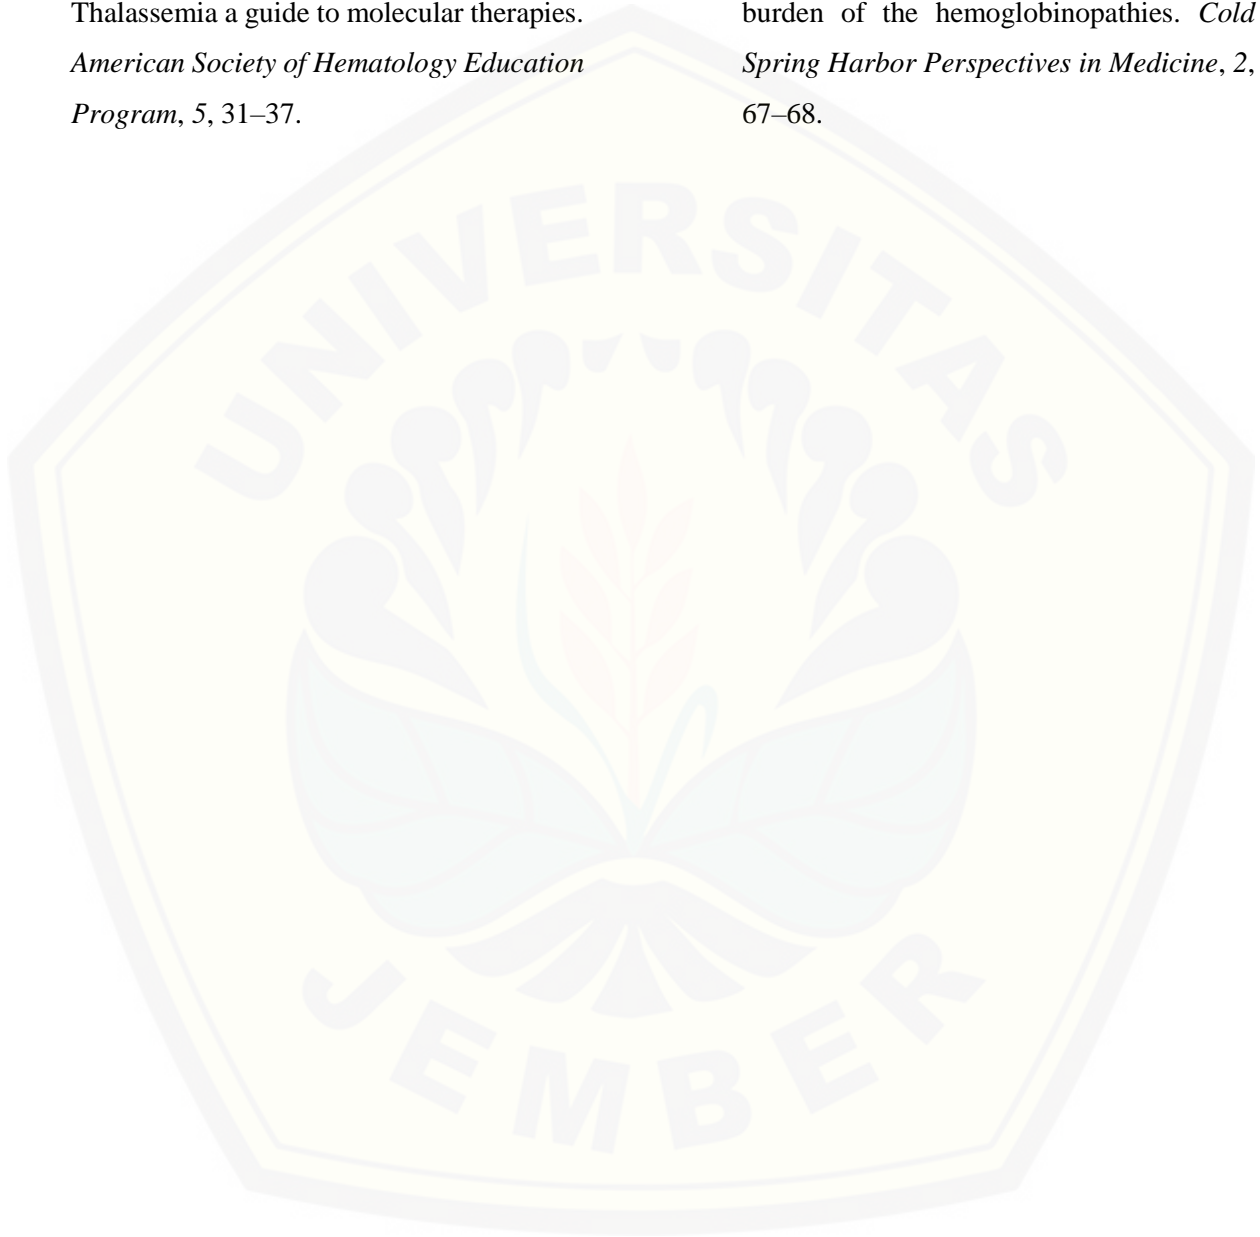 Thalassemia a guide to molecular therapies.
American Society of Hematology Education
Program, 5, 31–37.
burden of the hemoglobinopathies. Cold
Spring Harbor Perspectives in Medicine, 2,
67–68.
UNIVERSITAS
JEMBER